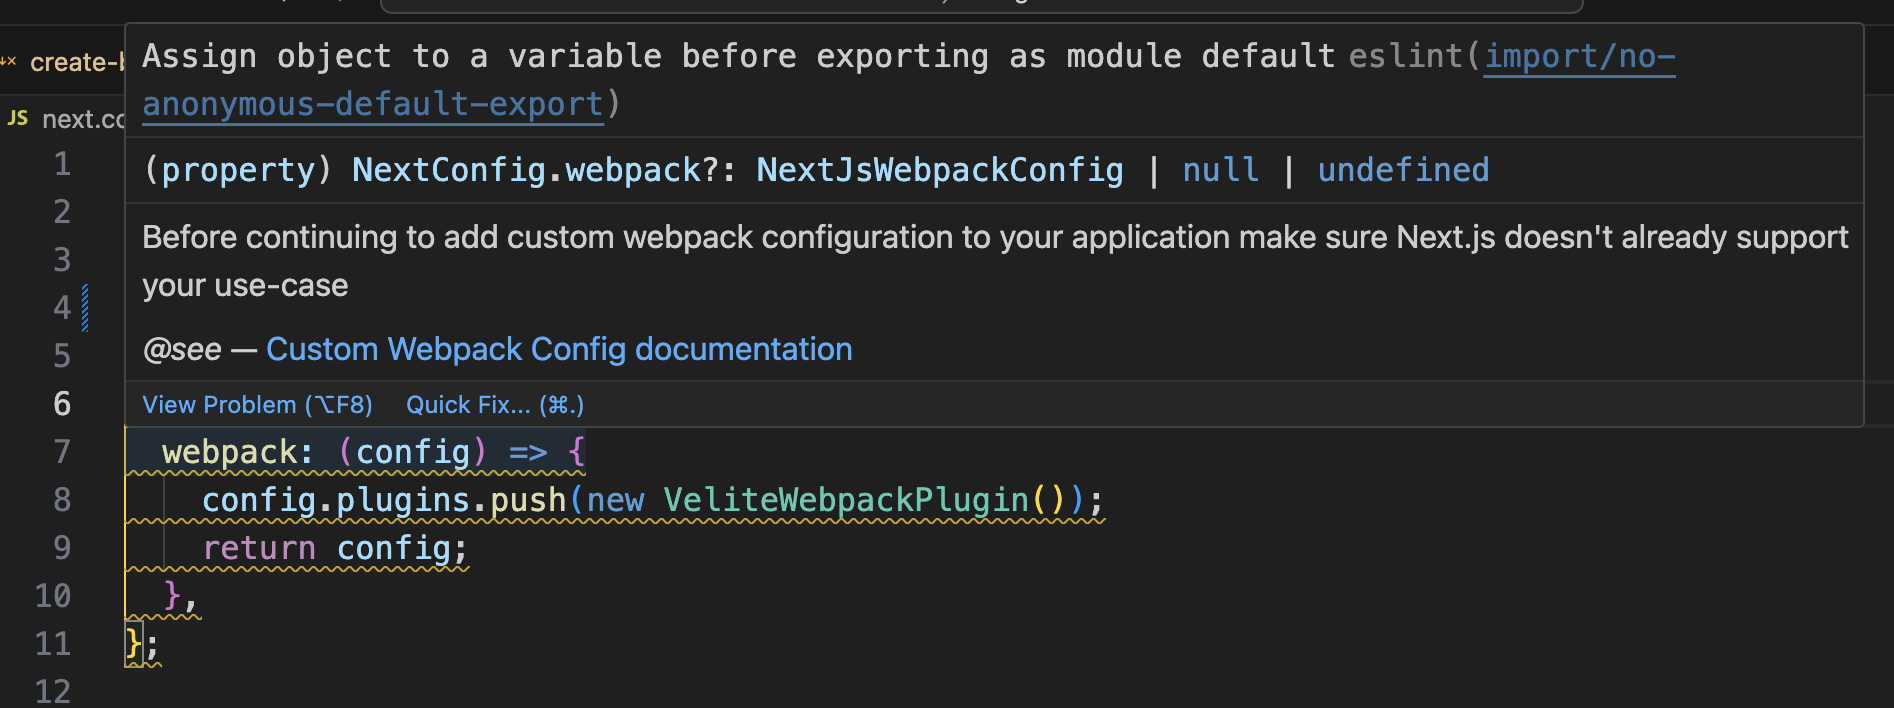 create-b
Assign object to a variable before exporting as module default eslint(import/no-
anonymous-default-export)
JS next.co
(property) NextConfig.webpack?: NextJsWebpackConfig | null | undefined
Before continuing to add custom webpack configuration to your application make sure Next.js doesn't already support
your use-case
@see — Custom Webpack Config documentation
View Problem (⌥F8) Quick Fix... (⌘.)
1
2
3
4
5
6
7 webpack: (config) => {
8 config.plugins.push(new VeliteWebpackPlugin());
9 return config;
10 },
11 };
12